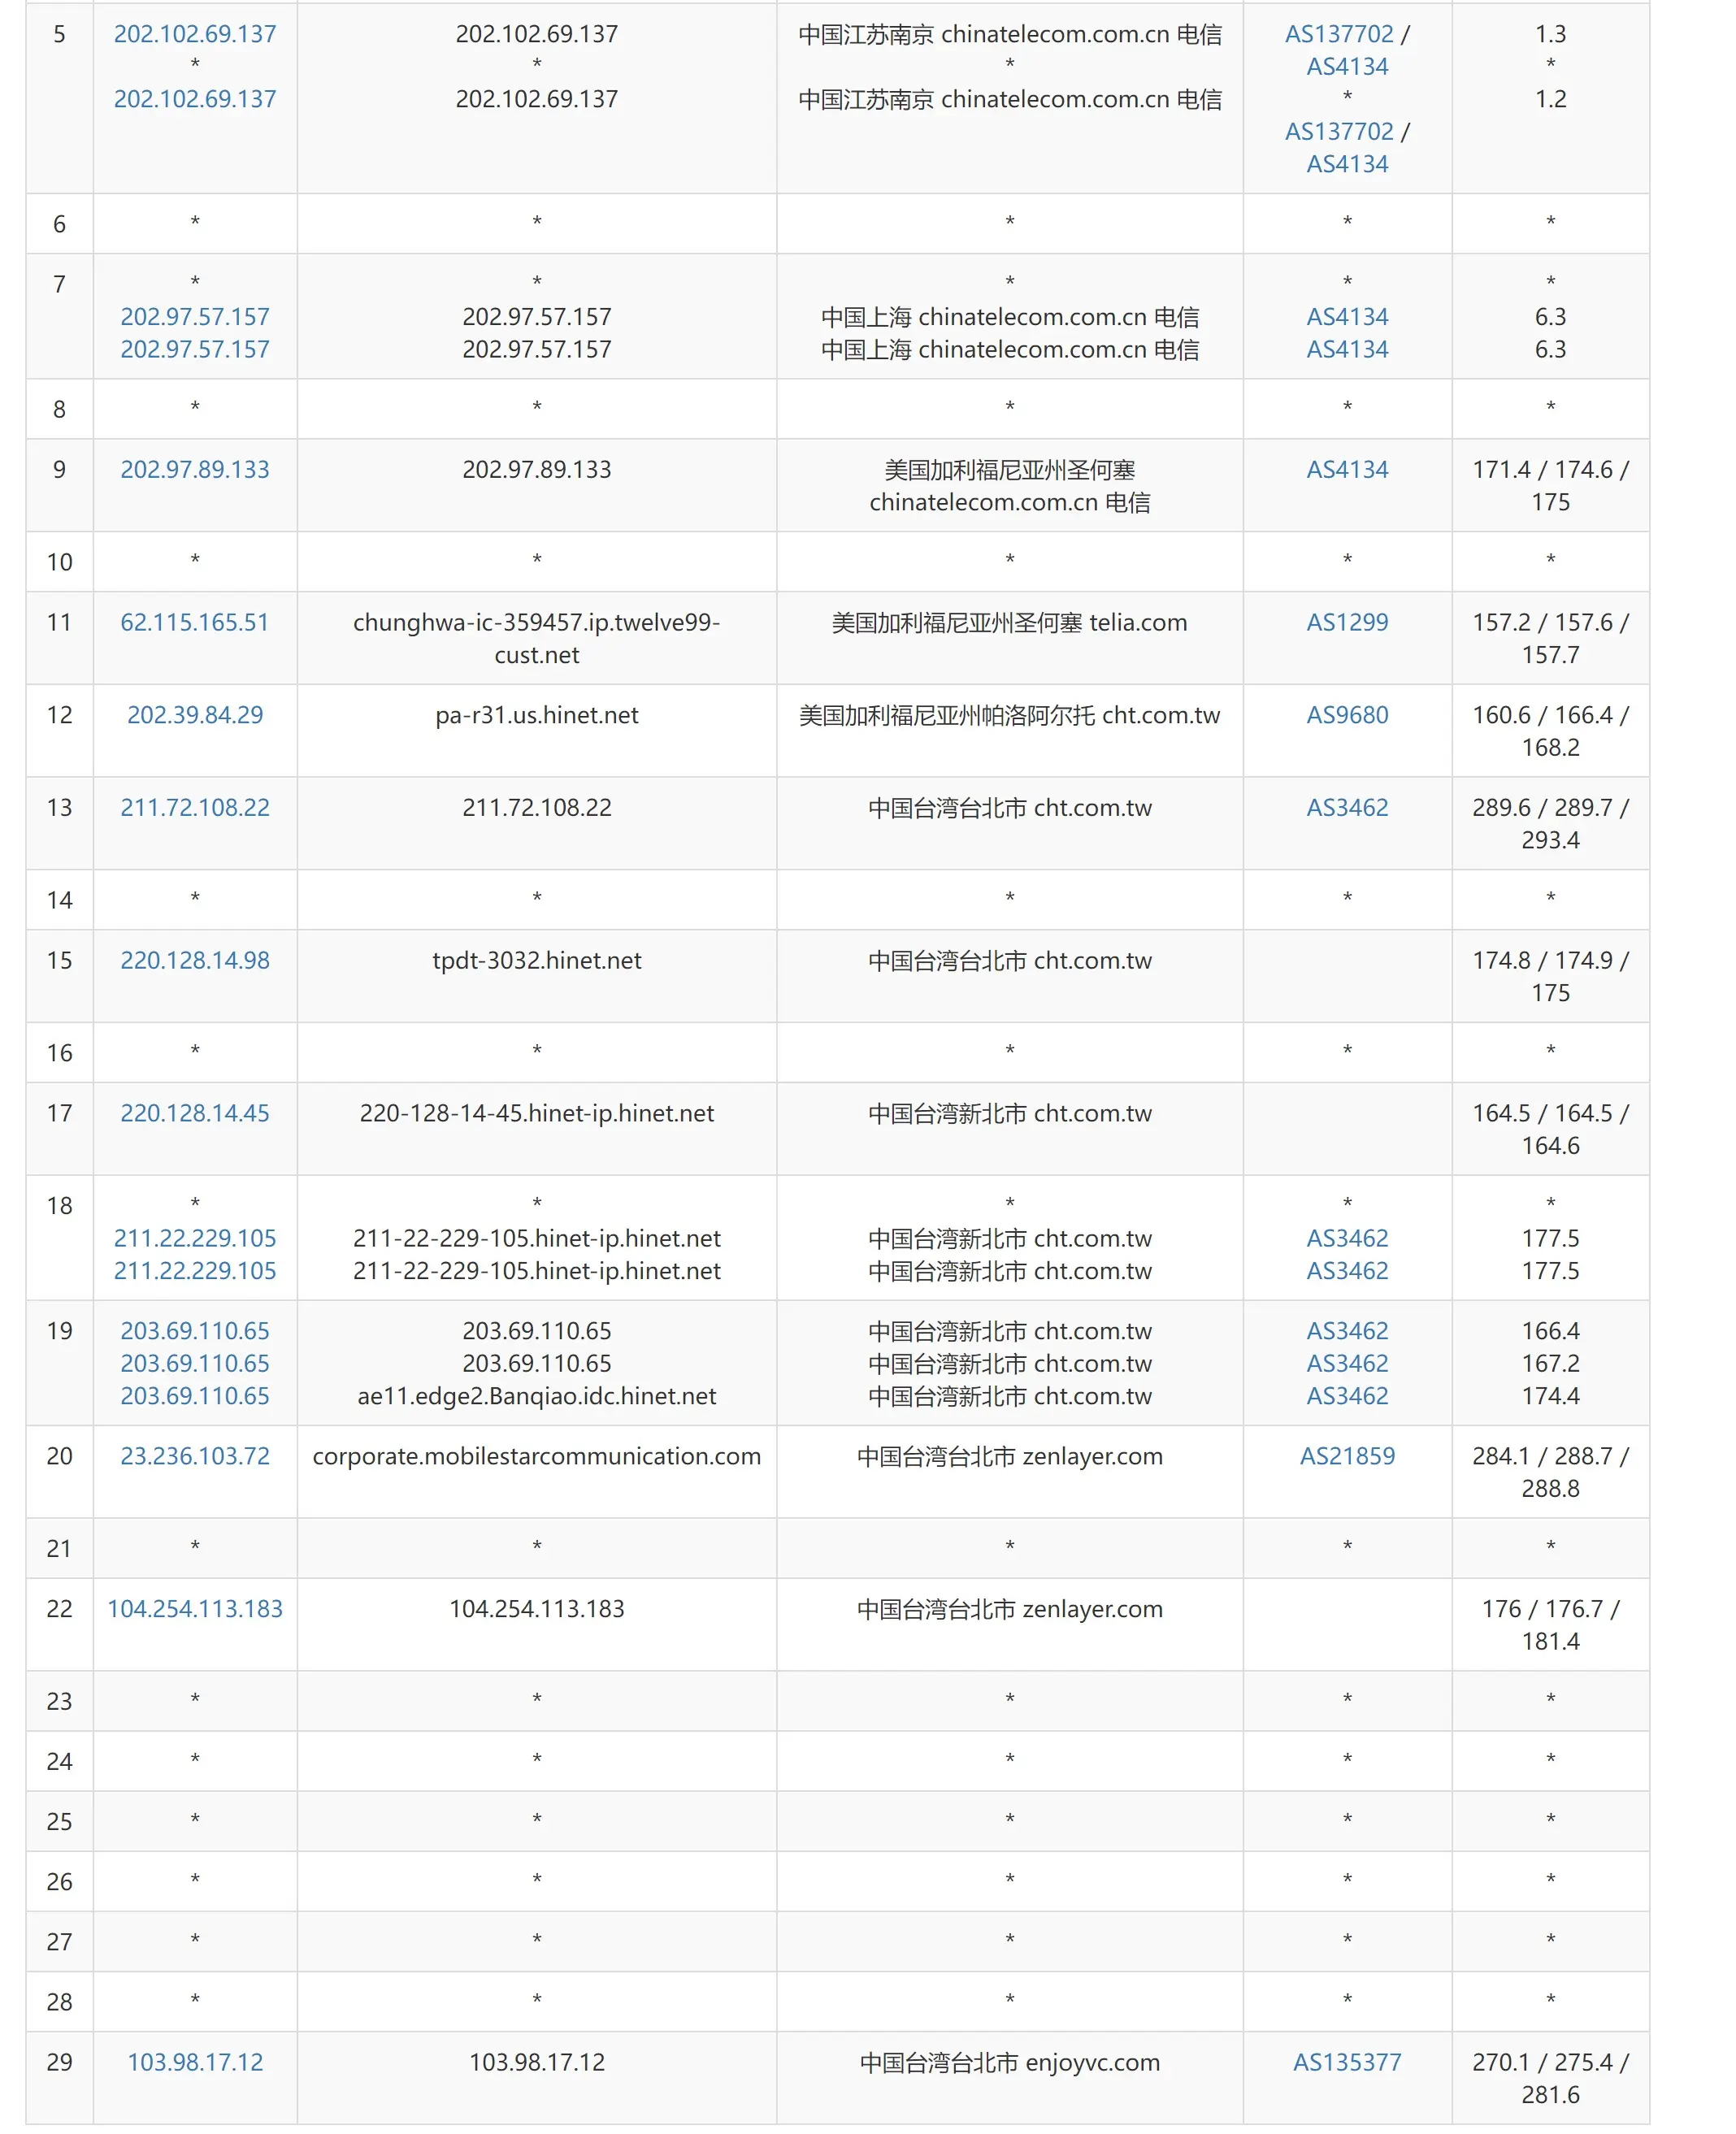 5 202.102.69.137 202.102.69.137 中国江苏南京 chinatelecom.com.cn 电信 AS137702 / 1.3
* * * AS4134 *
202.102.69.137 202.102.69.137 中国江苏南京 chinatelecom.com.cn 电信 * 1.2
AS137702 /
AS4134
6 * * * * *
7 * * * * *
202.97.57.157 202.97.57.157 中国上海 chinatelecom.com.cn 电信 AS4134 6.3
202.97.57.157 202.97.57.157 中国上海 chinatelecom.com.cn 电信 AS4134 6.3
8 * * * * *
9 202.97.89.133 202.97.89.133 美国加利福尼亚州圣何塞 AS4134 171.4 / 174.6 /
chinatelecom.com.cn 电信 175
10 * * * * *
11 62.115.165.51 chunghwa-ic-359457.ip.twelve99- 美国加利福尼亚州圣何塞 telia.com AS1299 157.2 / 157.6 /
cust.net 157.7
12 202.39.84.29 pa-r31.us.hinet.net 美国加利福尼亚州帕洛阿尔托 cht.com.tw AS9680 160.6 / 166.4 /
168.2
13 211.72.108.22 211.72.108.22 中国台湾台北市 cht.com.tw AS3462 289.6 / 289.7 /
293.4
14 * * * * *
15 220.128.14.98 tpdt-3032.hinet.net 中国台湾台北市 cht.com.tw 174.8 / 174.9 /
175
16 * * * * *
17 220.128.14.45 220-128-14-45.hinet-ip.hinet.net 中国台湾新北市 cht.com.tw 164.5 / 164.5 /
164.6
18 * * * * *
211.22.229.105 211-22-229-105.hinet-ip.hinet.net 中国台湾新北市 cht.com.tw AS3462 177.5
211.22.229.105 211-22-229-105.hinet-ip.hinet.net 中国台湾新北市 cht.com.tw AS3462 177.5
19 203.69.110.65 203.69.110.65 中国台湾新北市 cht.com.tw AS3462 166.4
203.69.110.65 203.69.110.65 中国台湾新北市 cht.com.tw AS3462 167.2
203.69.110.65 ae11.edge2.Banqiao.idc.hinet.net 中国台湾新北市 cht.com.tw AS3462 174.4
20 23.236.103.72 corporate.mobilestarcommunication.com 中国台湾台北市 zenlayer.com AS21859 284.1 / 288.7 /
288.8
21 * * * * *
22 104.254.113.183 104.254.113.183 中国台湾台北市 zenlayer.com 176 / 176.7 /
181.4
23 * * * * *
24 * * * * *
25 * * * * *
26 * * * * *
27 * * * * *
28 * * * * *
29 103.98.17.12 103.98.17.12 中国台湾台北市 enjoyvc.com AS135377 270.1 / 275.4 /
281.6